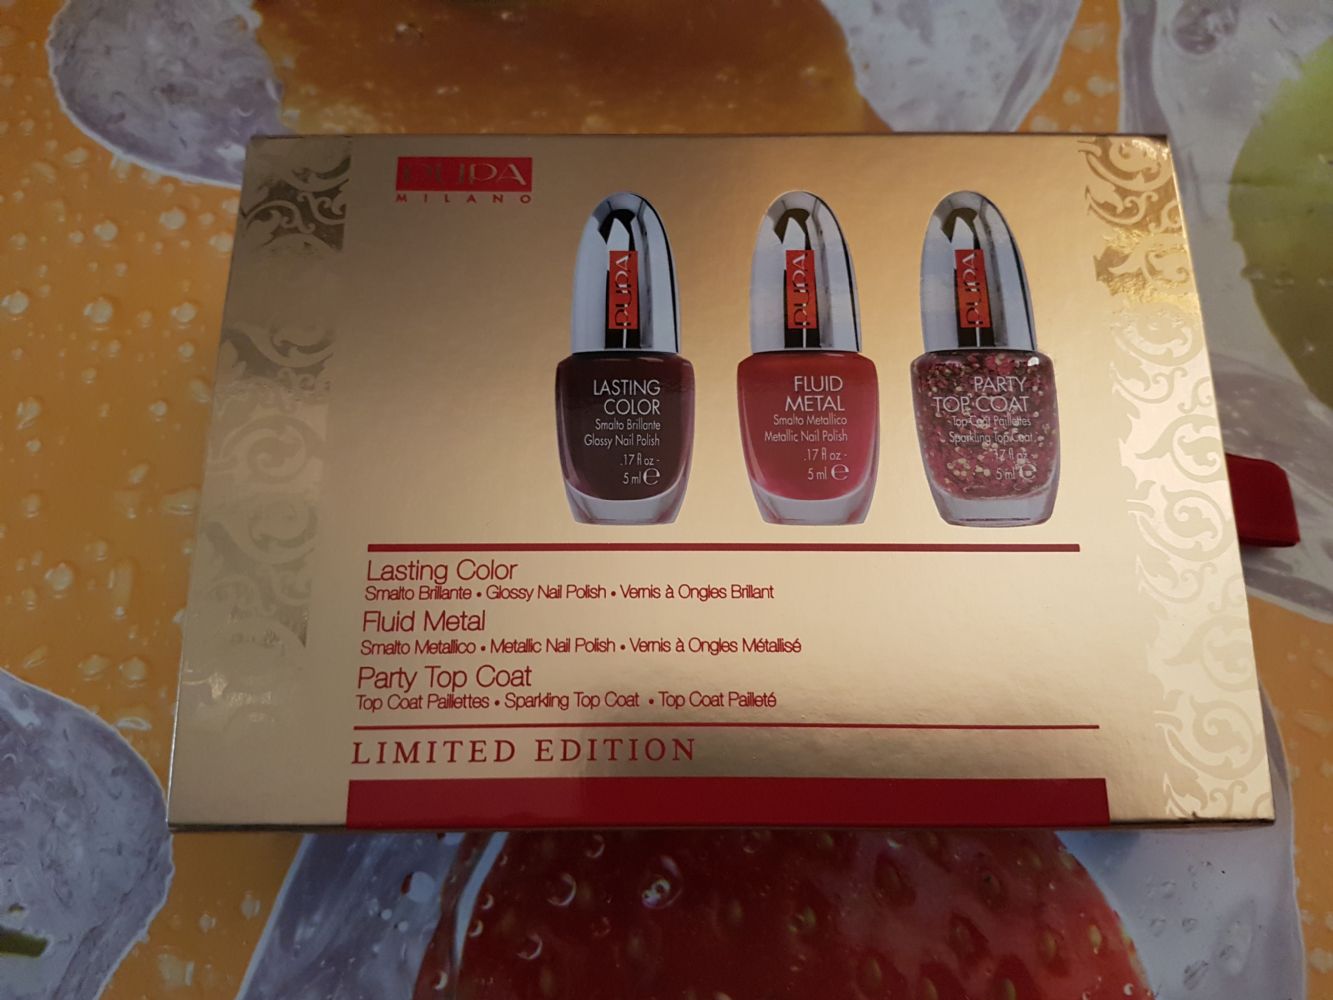 PUPA
MILANO
PUPA
LASTING
COLOR
Smalto Brillante
Glossy Nail Polish
.17 fl oz -
5 ml e
PUPA
FLUID
METAL
Smalto Metallico
Metallic Nail Polish
.17 fl oz -
5 ml e
PUPA
PARTY
TOP COAT
Top Coat Paillettes
Sparkling Top Coat
.17 fl oz -
5 ml e
Lasting Color
Smalto Brillante • Glossy Nail Polish • Vernis à Ongles Brillant
Fluid Metal
Smalto Metallico • Metallic Nail Polish • Vernis à Ongles Métallisé
Party Top Coat
Top Coat Paillettes • Sparkling Top Coat • Top Coat Pailleté
LIMITED EDITION